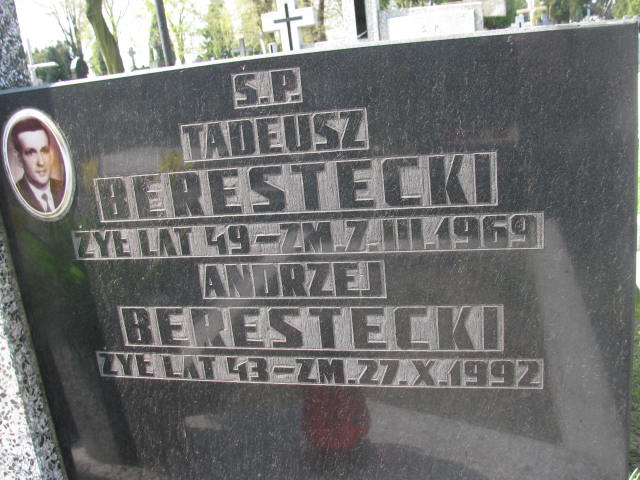 Ś.P.
TADEUSZ
BERESTECKI
ŻYŁ LAT 49-ZM.7.III.1969
ANDRZEJ
BERESTECKI
ŻYŁ LAT 43-ZM.27.X.1992